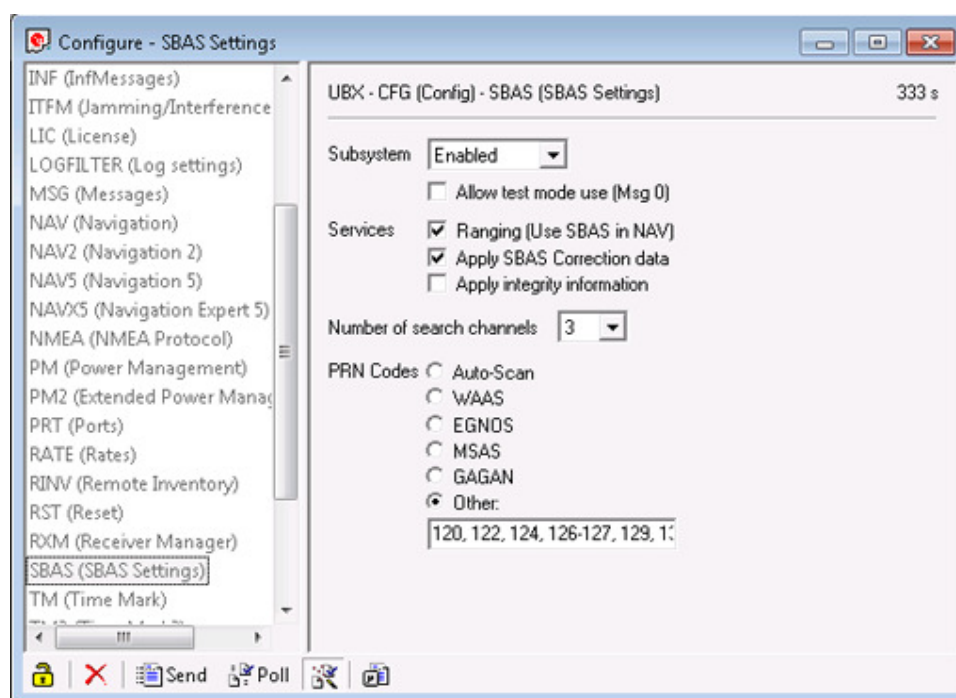 Configure - SBAS Settings
INF (InfMessages)
ITFM (Jamming/Interference
LIC (License)
LOGFILTER (Log settings)
MSG (Messages)
NAV (Navigation)
NAV2 (Navigation 2)
NAV5 (Navigation 5)
NAVX5 (Navigation Expert 5)
NMEA (NMEA Protocol)
PM (Power Management)
PM2 (Extended Power Manag
PRT (Ports)
RATE (Rates)
RINV (Remote Inventory)
RST (Reset)
RXM (Receiver Manager)
SBAS (SBAS Settings)
TM (Time Mark)
UBX - CFG (Config) - SBAS (SBAS Settings) 333 s
Subsystem Enabled
Allow test mode use (Msg 0)
Services Ranging (Use SBAS in NAV)
Apply SBAS Correction data
Apply integrity information
Number of search channels 3
PRN Codes Auto-Scan
WAAS
EGNOS
MSAS
GAGAN
Other:
120, 122, 124, 126-127, 129,
Send Poll